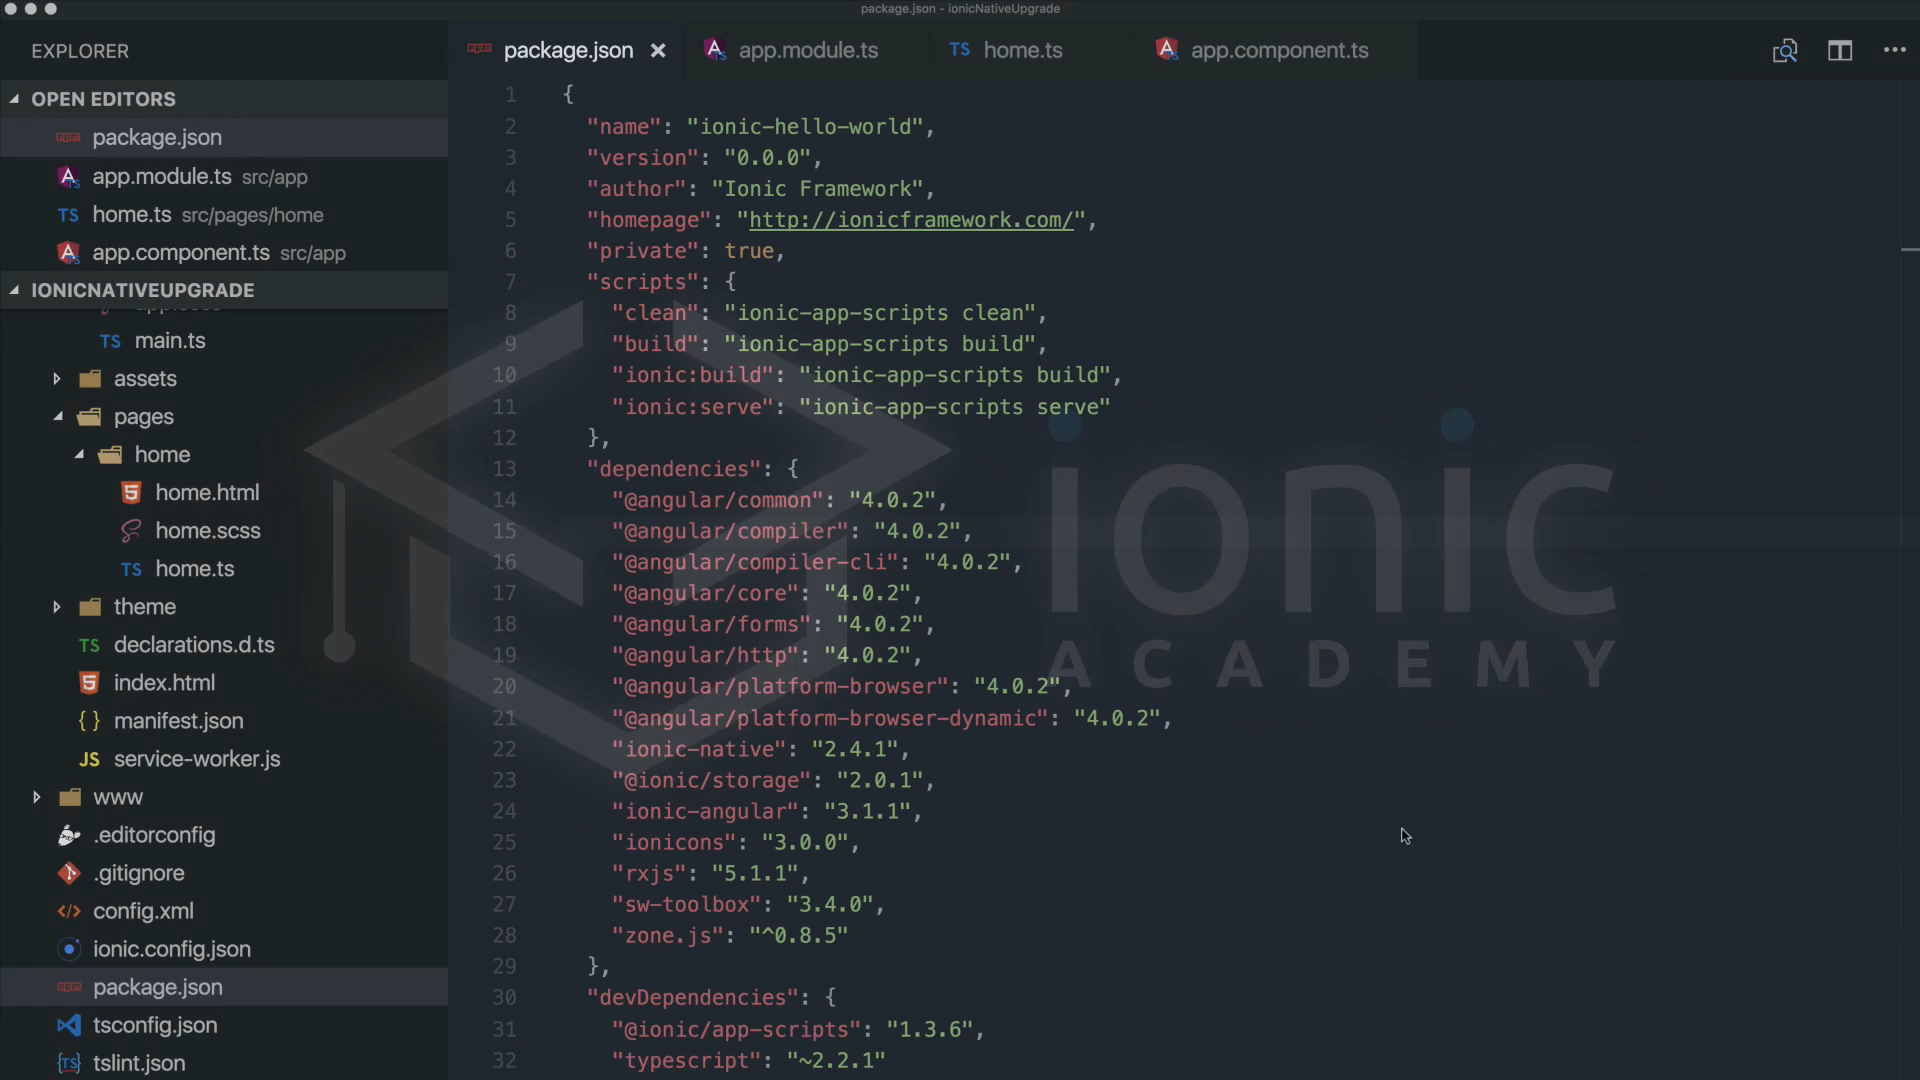 package.json - ionicNativeUpgrade
EXPLORER
package.json
app.module.ts
TS home.ts
app.component.ts
OPEN EDITORS
package.json
app.module.ts src/app
TS home.ts src/pages/home
app.component.ts src/app
IONICNATIVEUPGRADE
TS main.ts
assets
pages
home
home.html
home.scss
TS home.ts
theme
TS declarations.d.ts
index.html
{ } manifest.json
JS service-worker.js
www
.editorconfig
.gitignore
config.xml
ionic.config.json
package.json
tsconfig.json
TS tslint.json
1 {
2 "name": "ionic-hello-world",
3 "version": "0.0.0",
4 "author": "Ionic Framework",
5 "homepage": "http://ionicframework.com/",
6 "private": true,
7 "scripts": {
8 "clean": "ionic-app-scripts clean",
9 "build": "ionic-app-scripts build",
10 "ionic:build": "ionic-app-scripts build",
11 "ionic:serve": "ionic-app-scripts serve"
12 },
13 "dependencies": {
14 "@angular/common": "4.0.2",
15 "@angular/compiler": "4.0.2",
16 "@angular/compiler-cli": "4.0.2",
17 "@angular/core": "4.0.2",
18 "@angular/forms": "4.0.2",
19 "@angular/http": "4.0.2",
20 "@angular/platform-browser": "4.0.2",
21 "@angular/platform-browser-dynamic": "4.0.2",
22 "ionic-native": "2.4.1",
23 "@ionic/storage": "2.0.1",
24 "ionic-angular": "3.1.1",
25 "ionicons": "3.0.0",
26 "rxjs": "5.1.1",
27 "sw-toolbox": "3.4.0",
28 "zone.js": "^0.8.5"
29 },
30 "devDependencies": {
31 "@ionic/app-scripts": "1.3.6",
32 "typescript": "~2.2.1"
ionic
ACADEMY